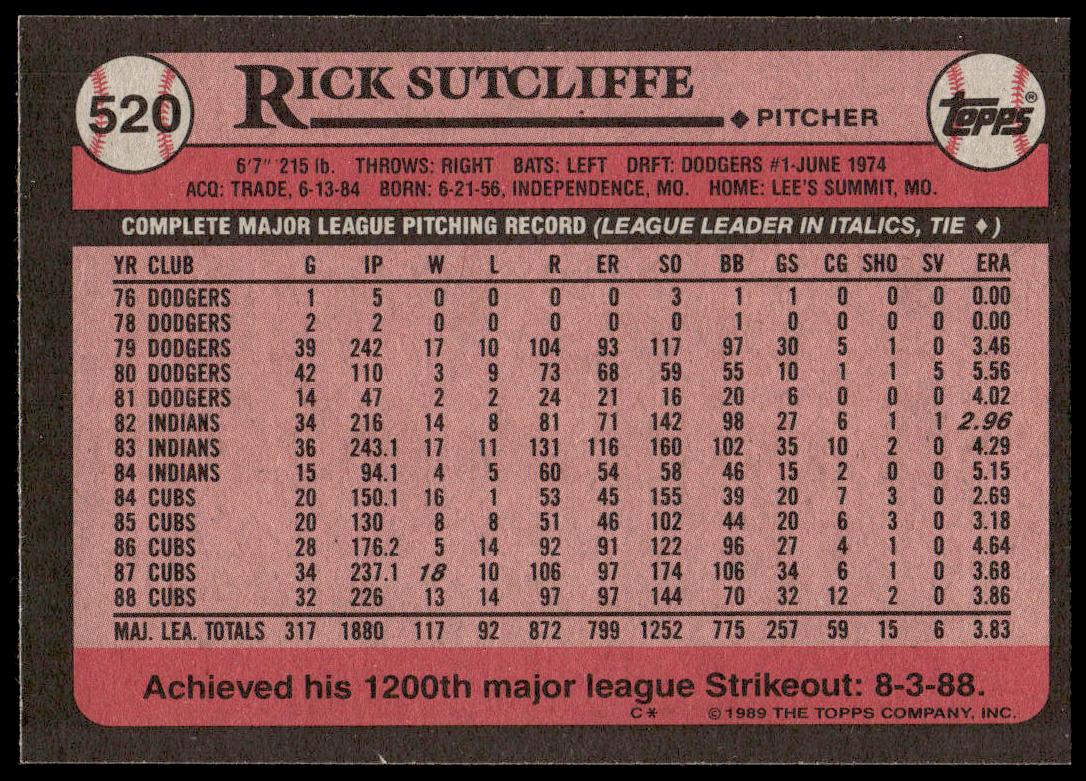 520
RICK SUTCLIFFE
◆ PITCHER
TOPPS®
6'7" 215 lb. THROWS: RIGHT BATS: LEFT DRFT: DODGERS #1-JUNE 1974
ACQ: TRADE, 6-13-84 BORN: 6-21-56, INDEPENDENCE, MO. HOME: LEE'S SUMMIT, MO.
COMPLETE MAJOR LEAGUE PITCHING RECORD (LEAGUE LEADER IN ITALICS, TIE ♦)
YR CLUB G IP W L R ER SO BB GS CG SHO SV ERA
76 DODGERS 1 5 0 0 0 0 3 1 1 0 0 0 0.00
78 DODGERS 2 2 0 0 0 0 0 1 0 0 0 0 0.00
79 DODGERS 39 242 17 10 104 93 117 97 30 5 1 0 3.46
80 DODGERS 42 110 3 9 73 68 59 55 10 1 1 5 5.56
81 DODGERS 14 47 2 2 24 21 16 20 6 0 0 0 4.02
82 INDIANS 34 216 14 8 81 71 142 98 27 6 1 1 2.96
83 INDIANS 36 243.1 17 11 131 116 160 102 35 10 2 0 4.29
84 INDIANS 15 94.1 4 5 60 54 58 46 15 2 0 0 5.15
84 CUBS 20 150.1 16 1 53 45 155 39 20 7 3 0 2.69
85 CUBS 20 130 8 8 51 46 102 44 20 6 3 0 3.18
86 CUBS 28 176.2 5 14 92 91 122 96 27 4 1 0 4.64
87 CUBS 34 237.1 18 10 106 97 174 106 34 6 1 0 3.68
88 CUBS 32 226 13 14 97 97 144 70 32 12 2 0 3.86
MAJ. LEA. TOTALS 317 1880 117 92 872 799 1252 775 257 59 15 6 3.83
Achieved his 1200th major league Strikeout: 8-3-88.
C* © 1989 THE TOPPS COMPANY, INC.